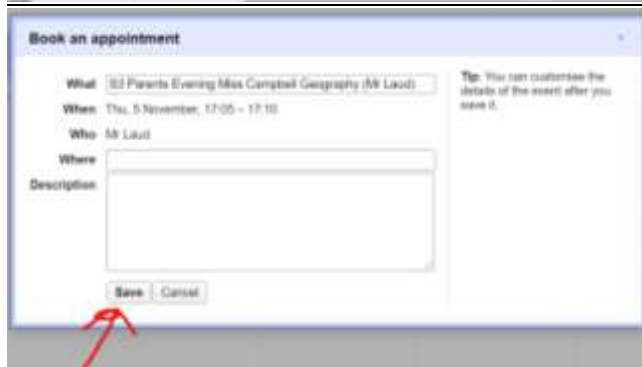 Book an appointment
What S3 Parents Evening Miss Campbell Geography (Mr Laud)
When Thu, 5 November, 17:05 – 17:10
Who Mr Laud
Where
Description
Save Cancel
Tip: You can customise the
details of the event after you
save it.